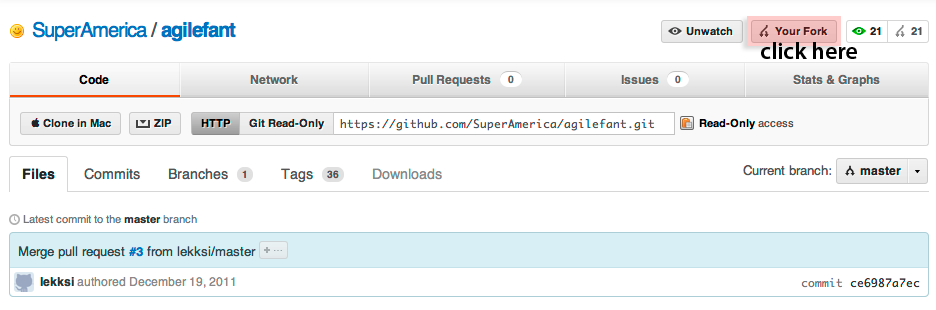 SuperAmerica / agilefant
Unwatch Your Fork 21 21
click here
Code Network Pull Requests 0 Issues 0 Stats & Graphs
Clone in Mac ZIP HTTP Git Read-Only https://github.com/SuperAmerica/agilefant.git Read-Only access
Files Commits Branches 1 Tags 36 Downloads Current branch: master
Latest commit to the master branch
Merge pull request #3 from lekksi/master + ···
lekksi authored December 19, 2011 commit ce6987a7ec